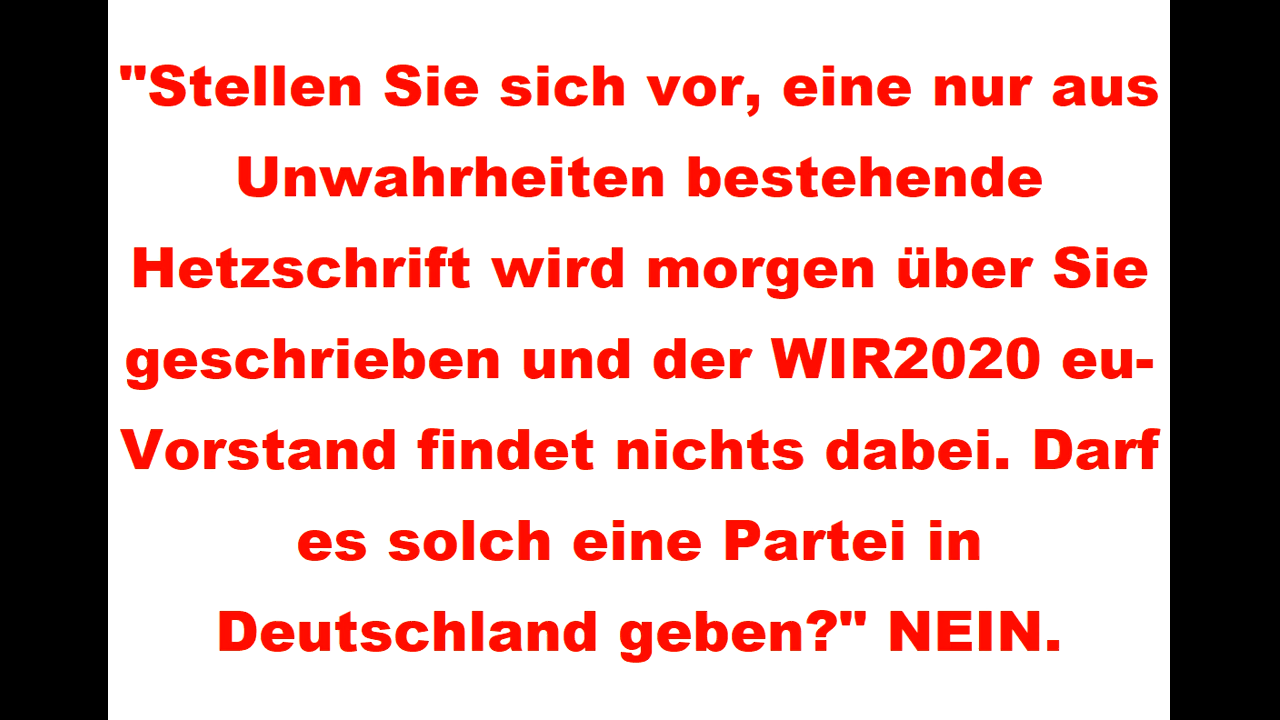 "Stellen Sie sich vor, eine nur aus
Unwahrheiten bestehende
Hetzschrift wird morgen über Sie
geschrieben und der WIR2020 eu-
Vorstand findet nichts dabei. Darf
es solch eine Partei in
Deutschland geben?" NEIN.